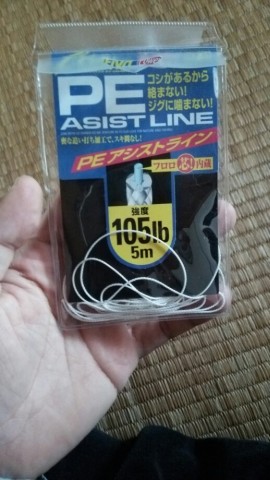 PE
コシがあるから
絡まない!
ジグに噛まない!
ASIST LINE
PEアシストライン
フロロ芯内蔵
強度
105lb
5m